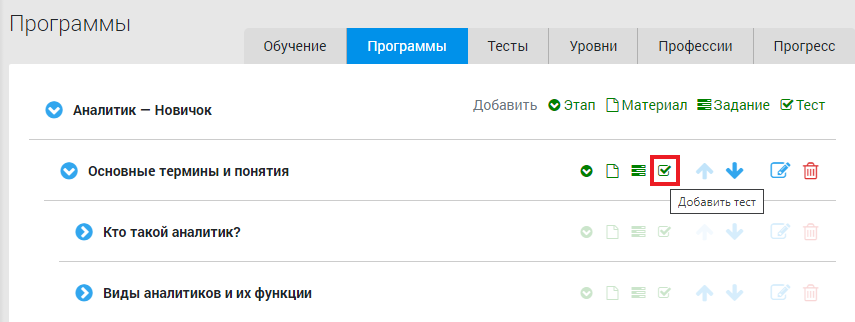 Программы
Обучение Программы Тесты Уровни Профессии Прогресс
Аналитик — Новичок Добавить Этап Материал Задание Тест
Основные термины и понятия
Добавить тест
Кто такой аналитик?
Виды аналитиков и их функции